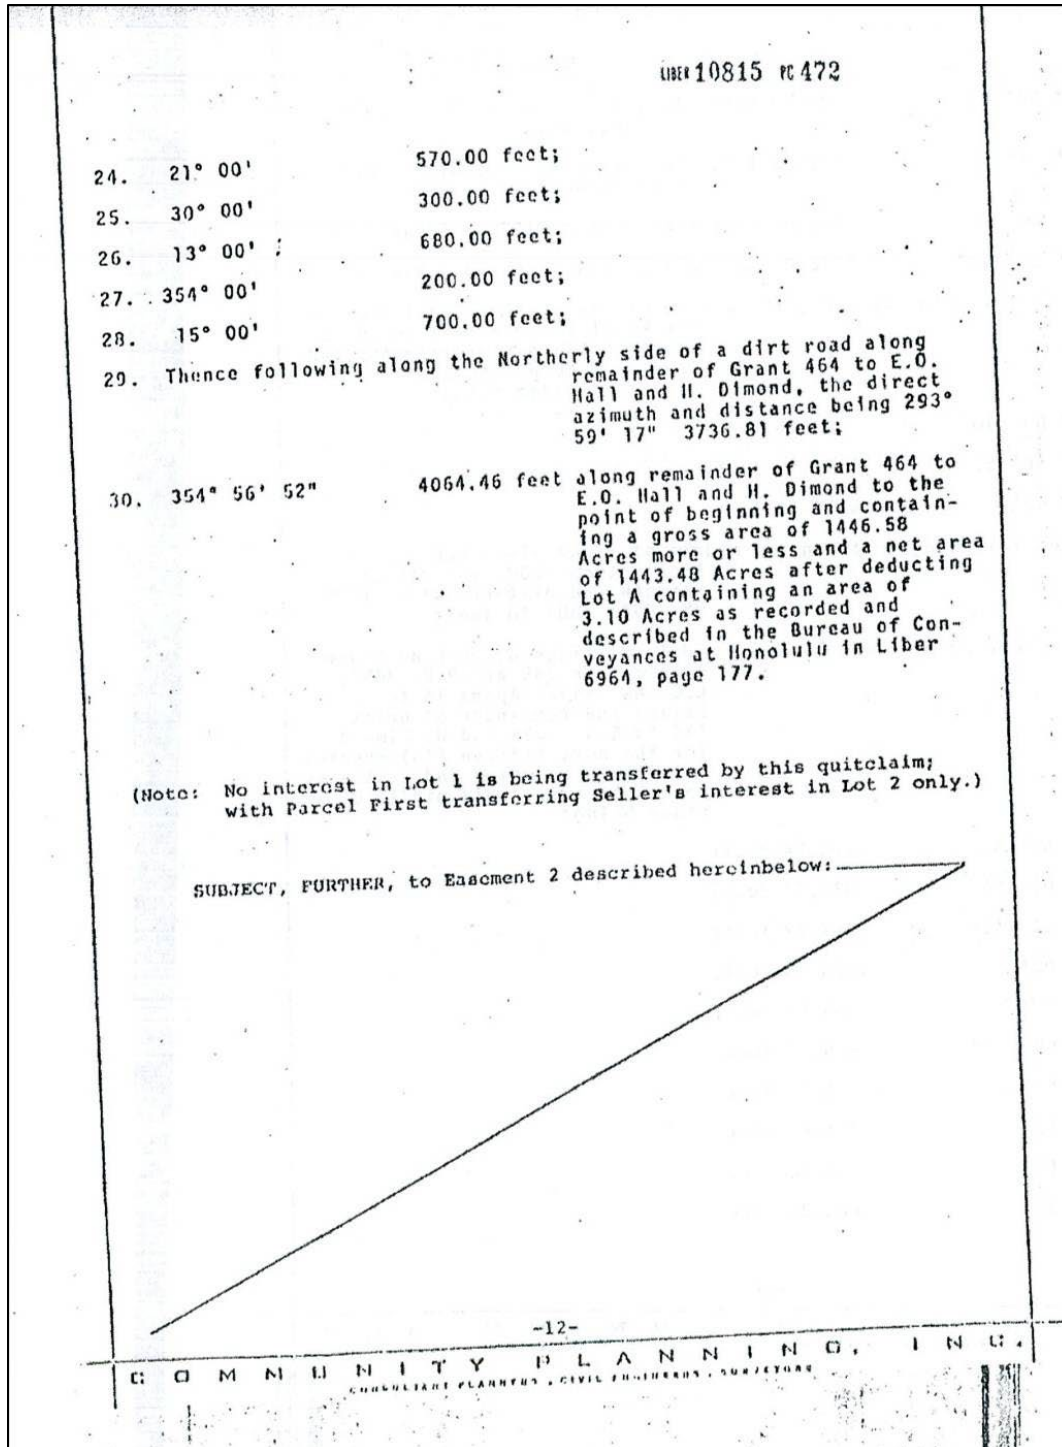 LIBER 10815 PG 472
24. 21° 00' 570.00 feet;
25. 30° 00' 300.00 feet;
26. 13° 00' 680.00 feet;
27. 354° 00' 200.00 feet;
28. 15° 00' 700.00 feet;
29. Thence following along the Northerly side of a dirt road along
remainder of Grant 464 to E.O.
Hall and H. Dimond, the direct
azimuth and distance being 293°
59' 17" 3736.81 feet;
30. 354° 56' 52" 4064.46 feet along remainder of Grant 464 to
E.O. Hall and H. Dimond to the
point of beginning and contain-
ing a gross area of 1446.58
Acres more or less and a net area
of 1443.48 Acres after deducting
Lot A containing an area of
3.10 Acres as recorded and
described in the Bureau of Con-
veyances at Honolulu in Liber
6964, page 177.
(Note: No interest in Lot 1 is being transferred by this quitclaim;
with Parcel First transferring Seller's interest in Lot 2 only.)
SUBJECT, FURTHER, to Easement 2 described hereinbelow:
-12-
COMMUNITY PLANNING, INC.
CONSULTANT PLANNERS, CIVIL ENGINEERS, SURVEYORS